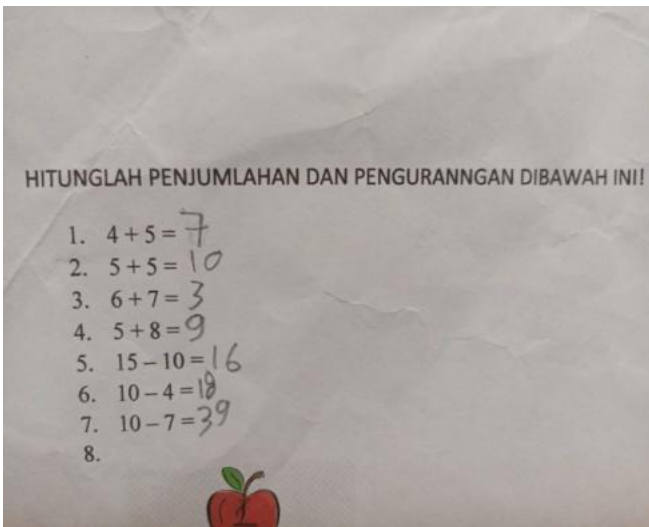 HITUNGLAH PENJUMLAHAN DAN PENGURANNGAN DIBAWAH INI!
1. 4 + 5 = 7
2. 5 + 5 = 10
3. 6 + 7 = 3
4. 5 + 8 = 9
5. 15 – 10 = 16
6. 10 – 4 = 18
7. 10 – 7 = 39
8.